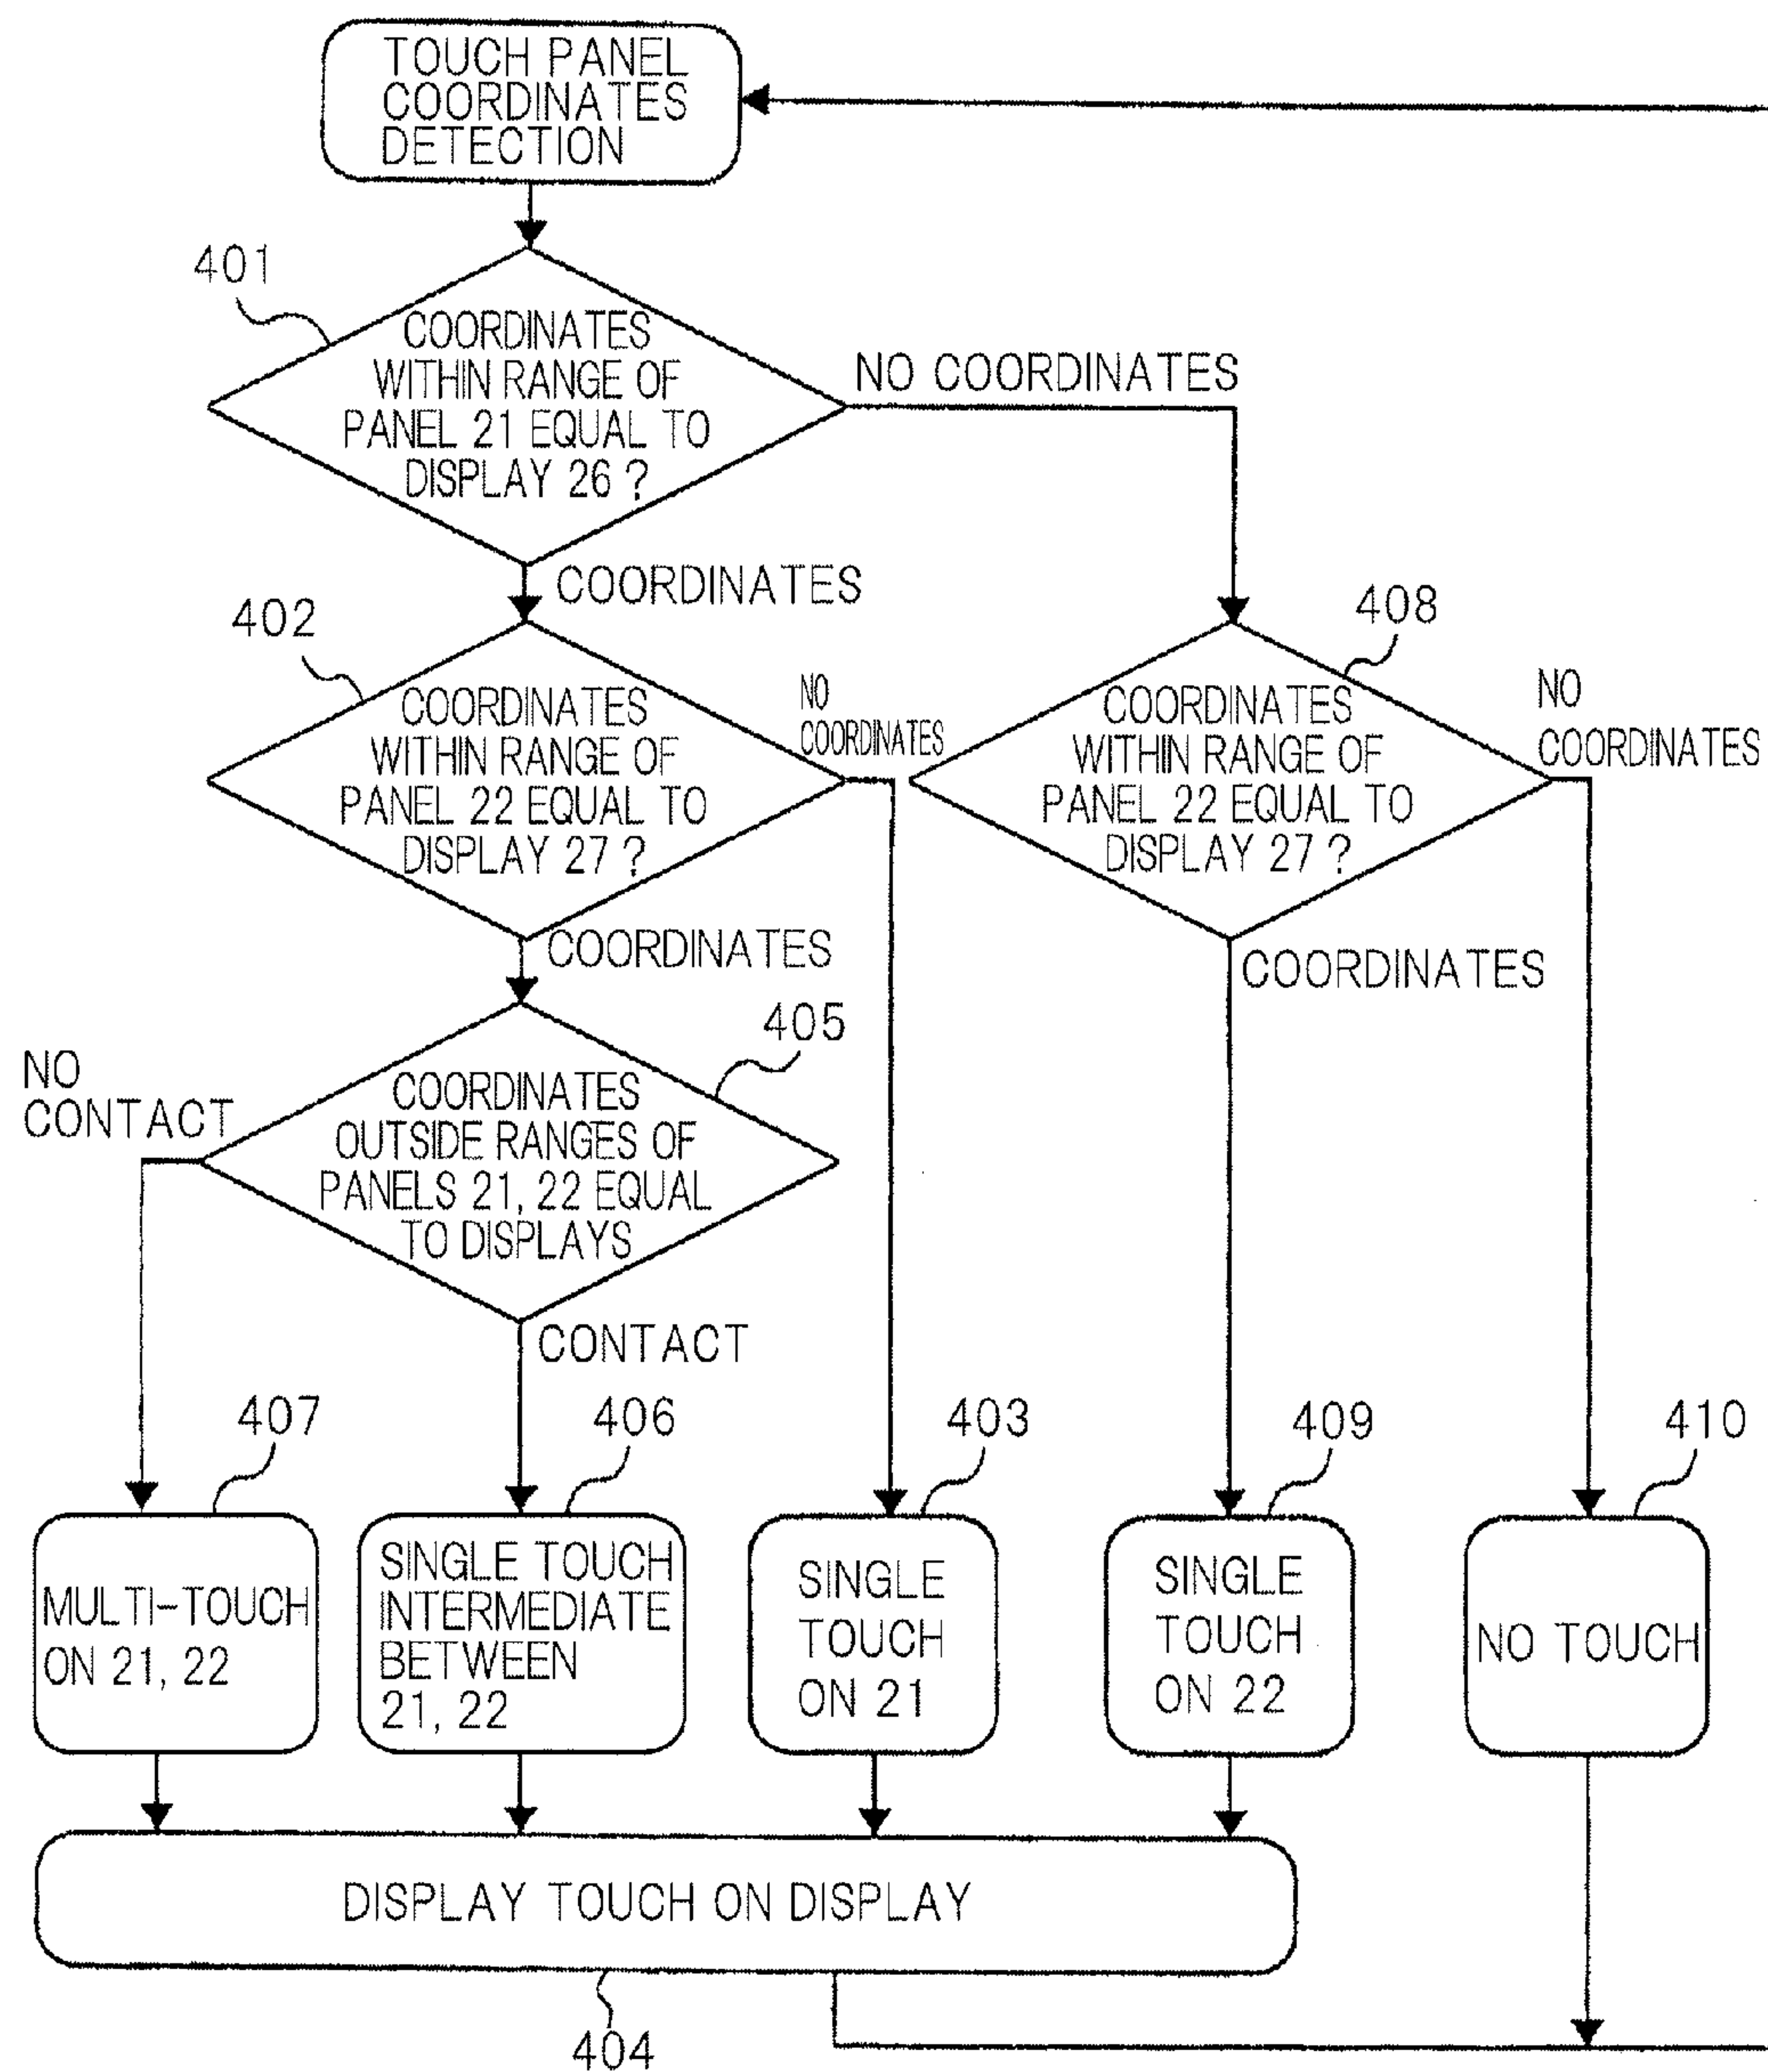 TOUCH PANEL
COORDINATES
DETECTION
401
COORDINATES
WITHIN RANGE OF
PANEL 21 EQUAL TO
DISPLAY 26 ?
NO COORDINATES
COORDINATES
402
COORDINATES
WITHIN RANGE OF
PANEL 22 EQUAL TO
DISPLAY 27 ?
NO
COORDINATES
408
COORDINATES
WITHIN RANGE OF
PANEL 22 EQUAL TO
DISPLAY 27 ?
NO
COORDINATES
COORDINATES
COORDINATES
405
COORDINATES
OUTSIDE RANGES OF
PANELS 21, 22 EQUAL
TO DISPLAYS
NO
CONTACT
CONTACT
407
MULTI-TOUCH
ON 21, 22
406
SINGLE TOUCH
INTERMEDIATE
BETWEEN
21, 22
403
SINGLE
TOUCH
ON 21
409
SINGLE
TOUCH
ON 22
410
NO TOUCH
DISPLAY TOUCH ON DISPLAY
404